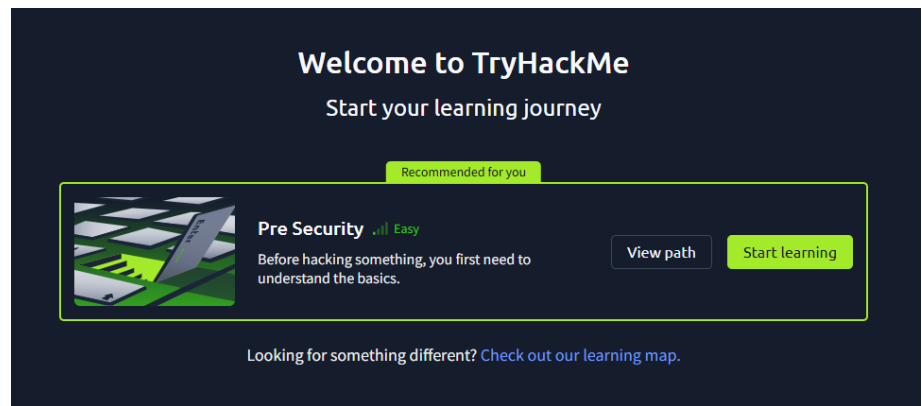 Welcome to TryHackMe
Start your learning journey
Recommended for you
Enter
Pre Security Easy
Before hacking something, you first need to
understand the basics.
View path
Start learning
Looking for something different? Check out our learning map.